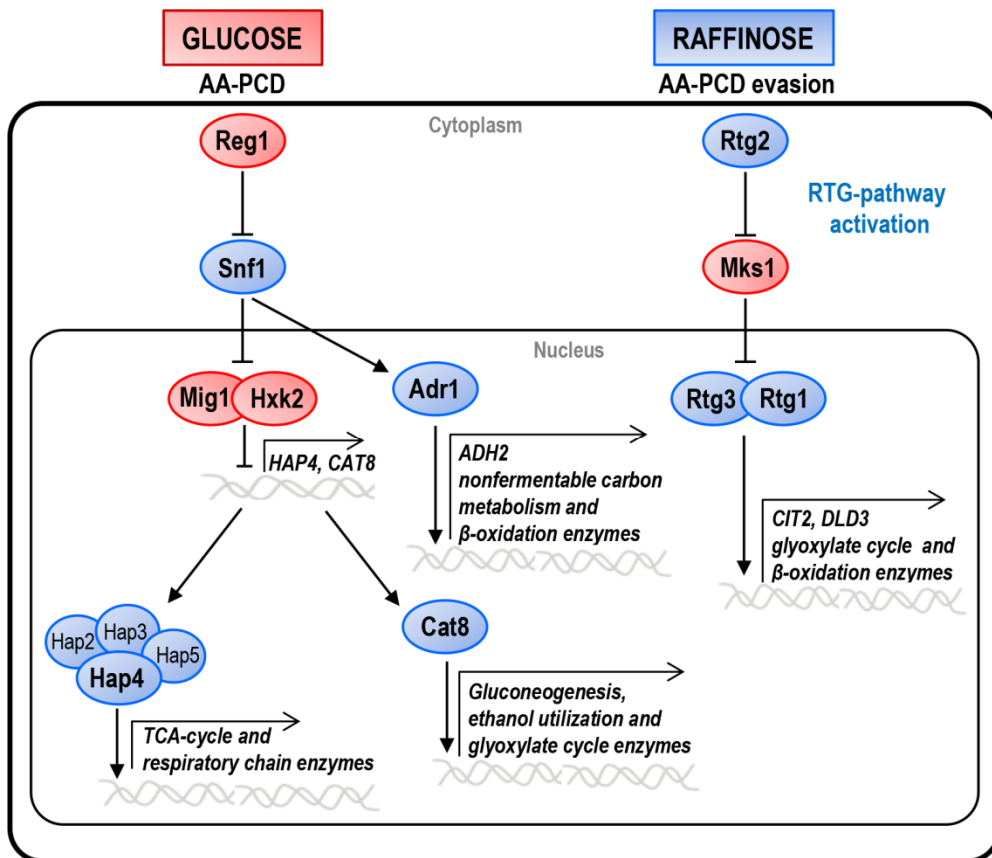 GLUCOSE
AA-PCD
RAFFINOSE
AA-PCD evasion
Cytoplasm
Reg1
Rtg2
RTG-pathway
activation
Snf1
Mks1
Nucleus
Mig1
Hxk2
Adr1
Rtg3
Rtg1
HAP4, CAT8
ADH2
nonfermentable carbon
metabolism and
β-oxidation enzymes
CIT2, DLD3
glyoxylate cycle and
β-oxidation enzymes
Hap2
Hap3
Hap5
Hap4
Cat8
TCA-cycle and
respiratory chain enzymes
Gluconeogenesis,
ethanol utilization and
glyoxylate cycle enzymes